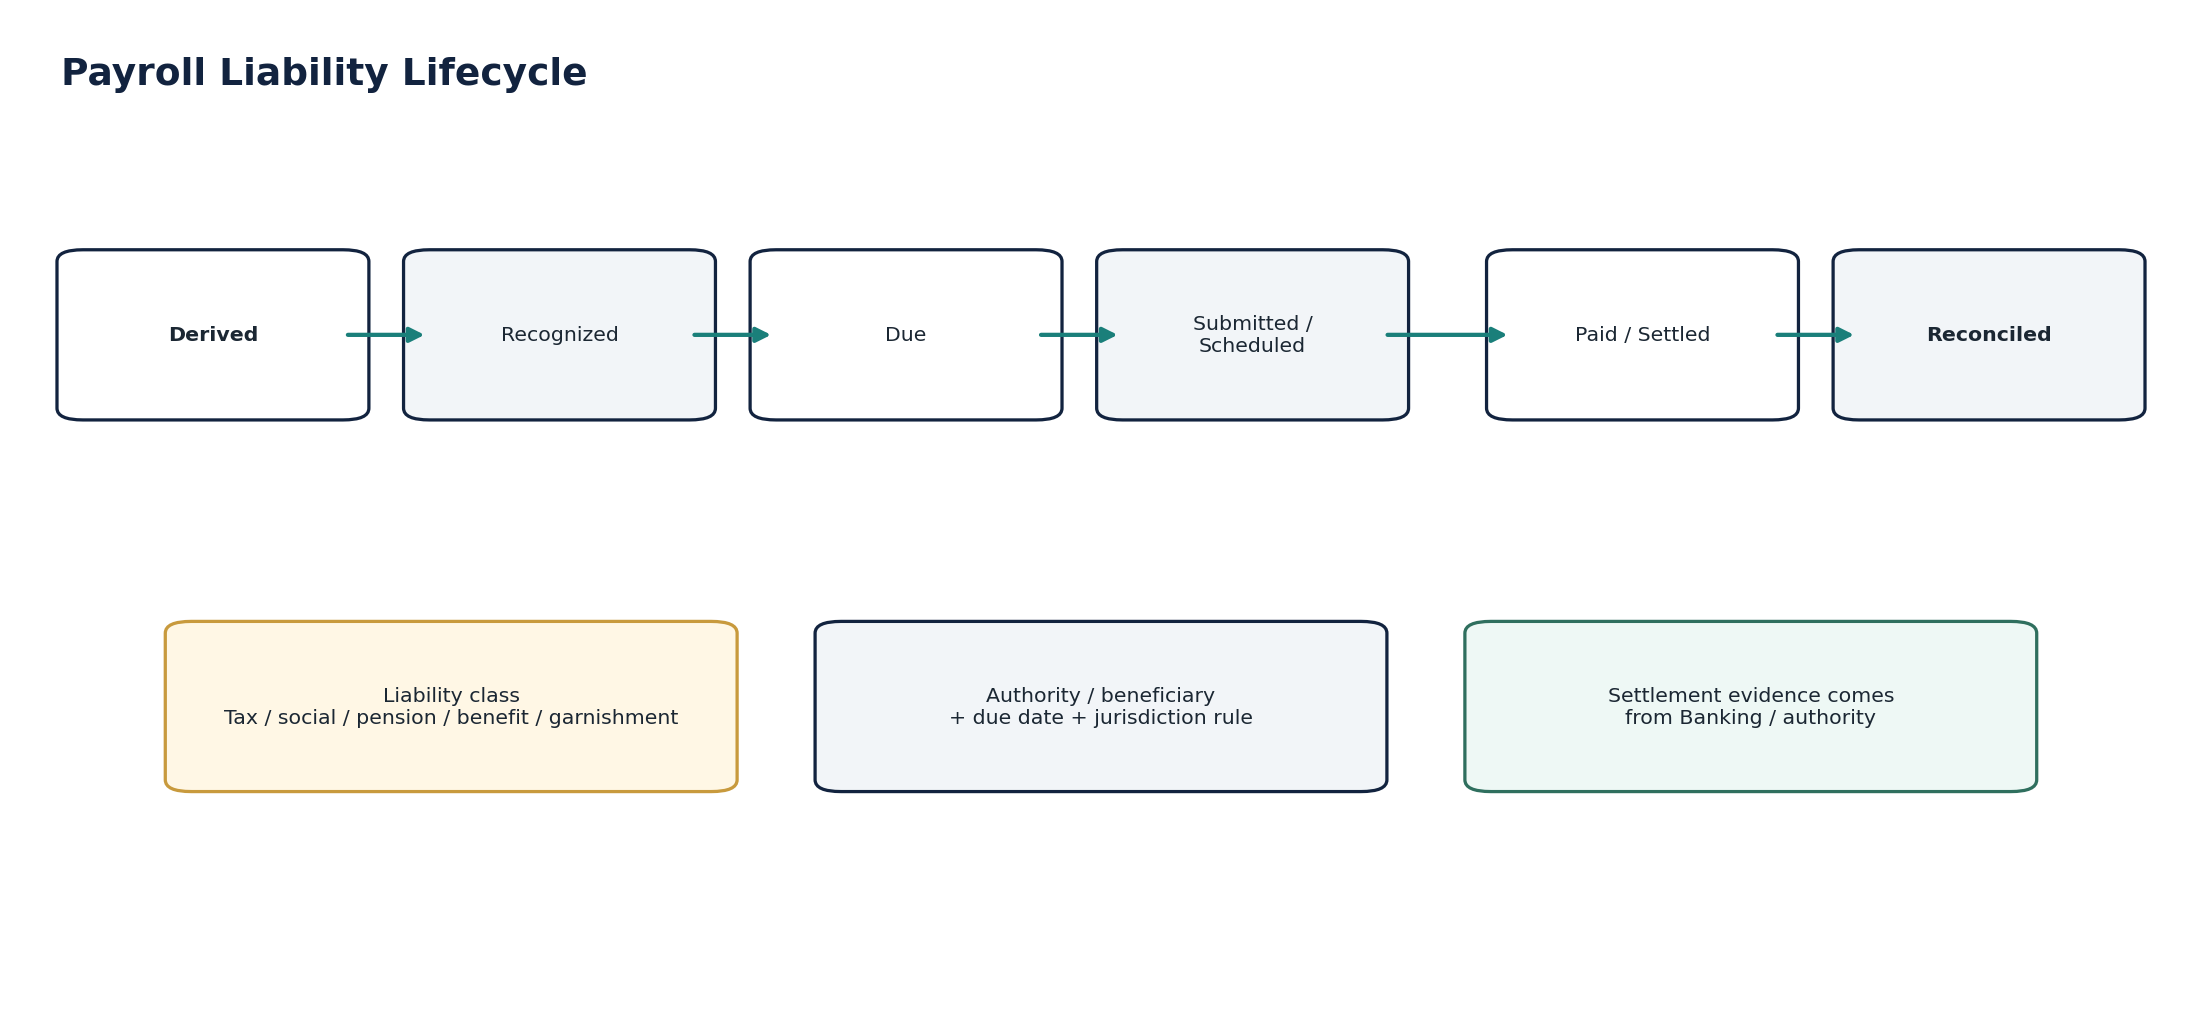 Payroll Liability Lifecycle
Derived
Recognized
Due
Submitted /
Scheduled
Paid / Settled
Reconciled
Liability class
Tax / social / pension / benefit / garnishment
Authority / beneficiary
+ due date + jurisdiction rule
Settlement evidence comes
from Banking / authority